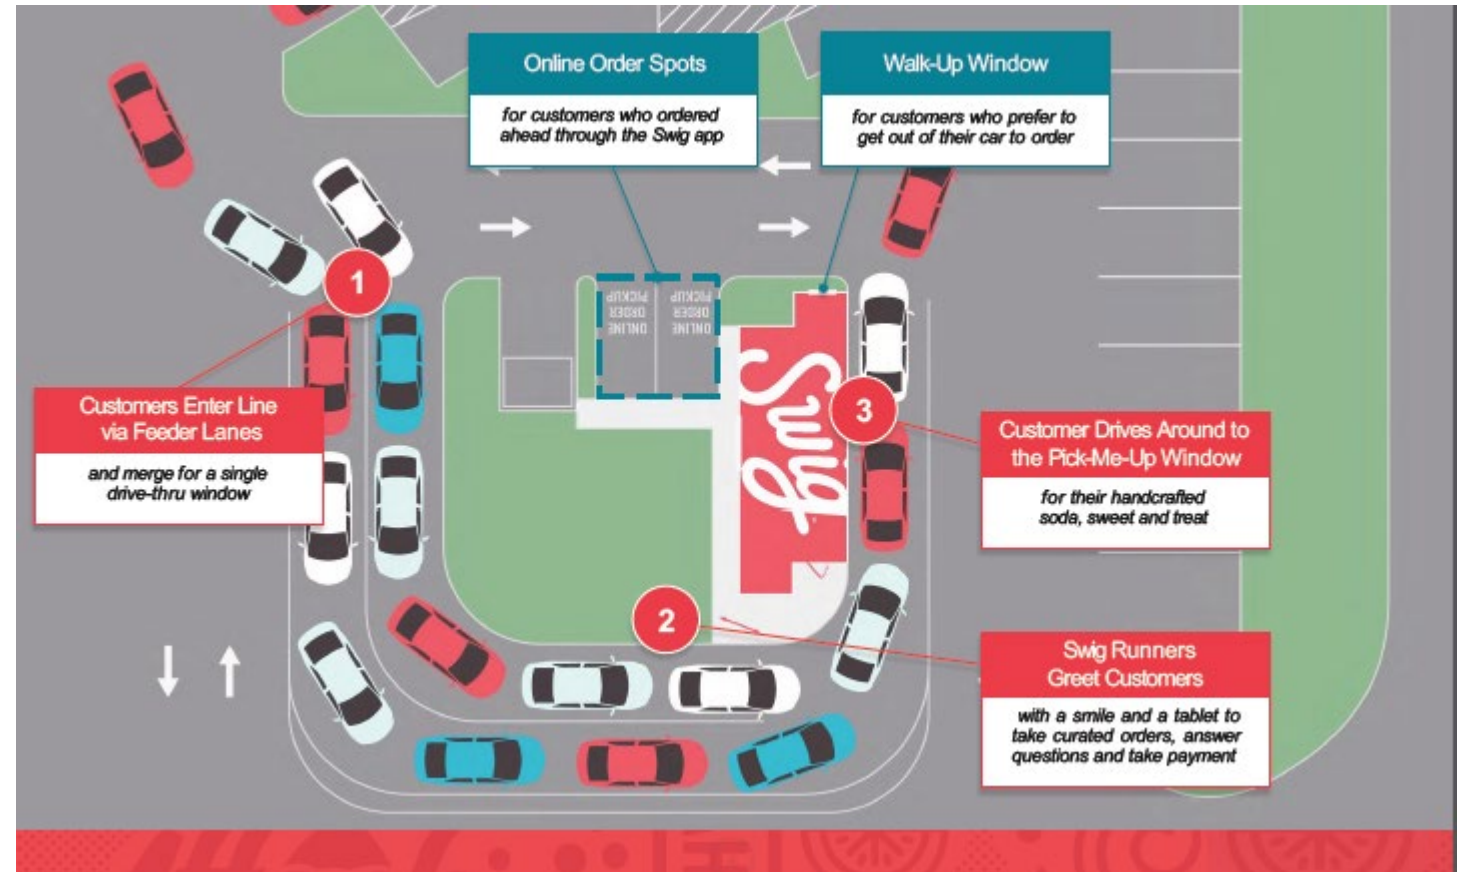 Online Order Spots
for customers who ordered
ahead through the Swig app
Walk-Up Window
for customers who prefer to
get out of their car to order
1
ONLINE
ORDER
PICKUP
ONLINE
ORDER
PICKUP
Swig
Customers Enter Line
via Feeder Lanes
and merge for a single
drive-thru window
3
Customer Drives Around to
the Pick-Me-Up Window
for their handcrafted
soda, sweet and treat
2
Swig Runners
Greet Customers
with a smile and a tablet to
take curated orders, answer
questions and take payment